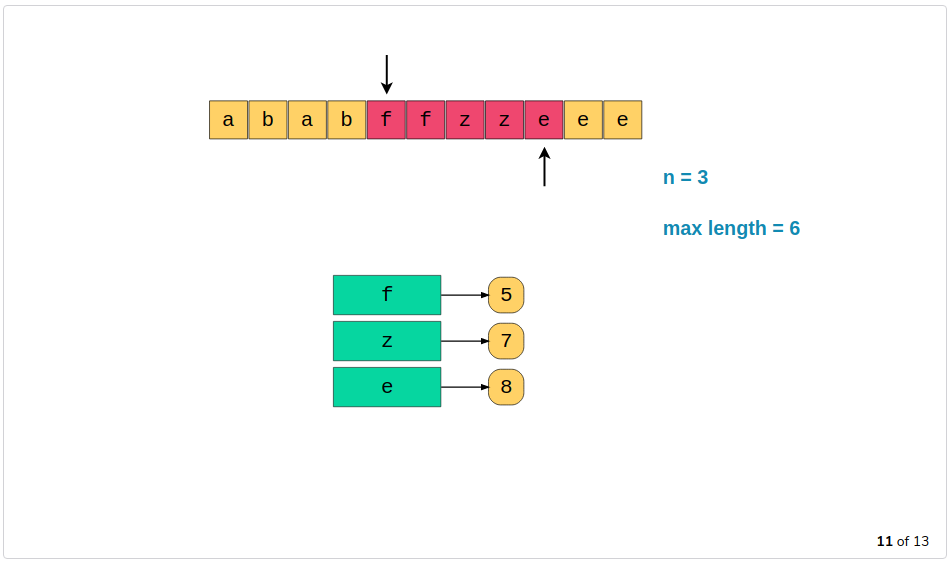 a b a b f f z z e e e
n = 3
max length = 6
f 5
z 7
e 8
11 of 13